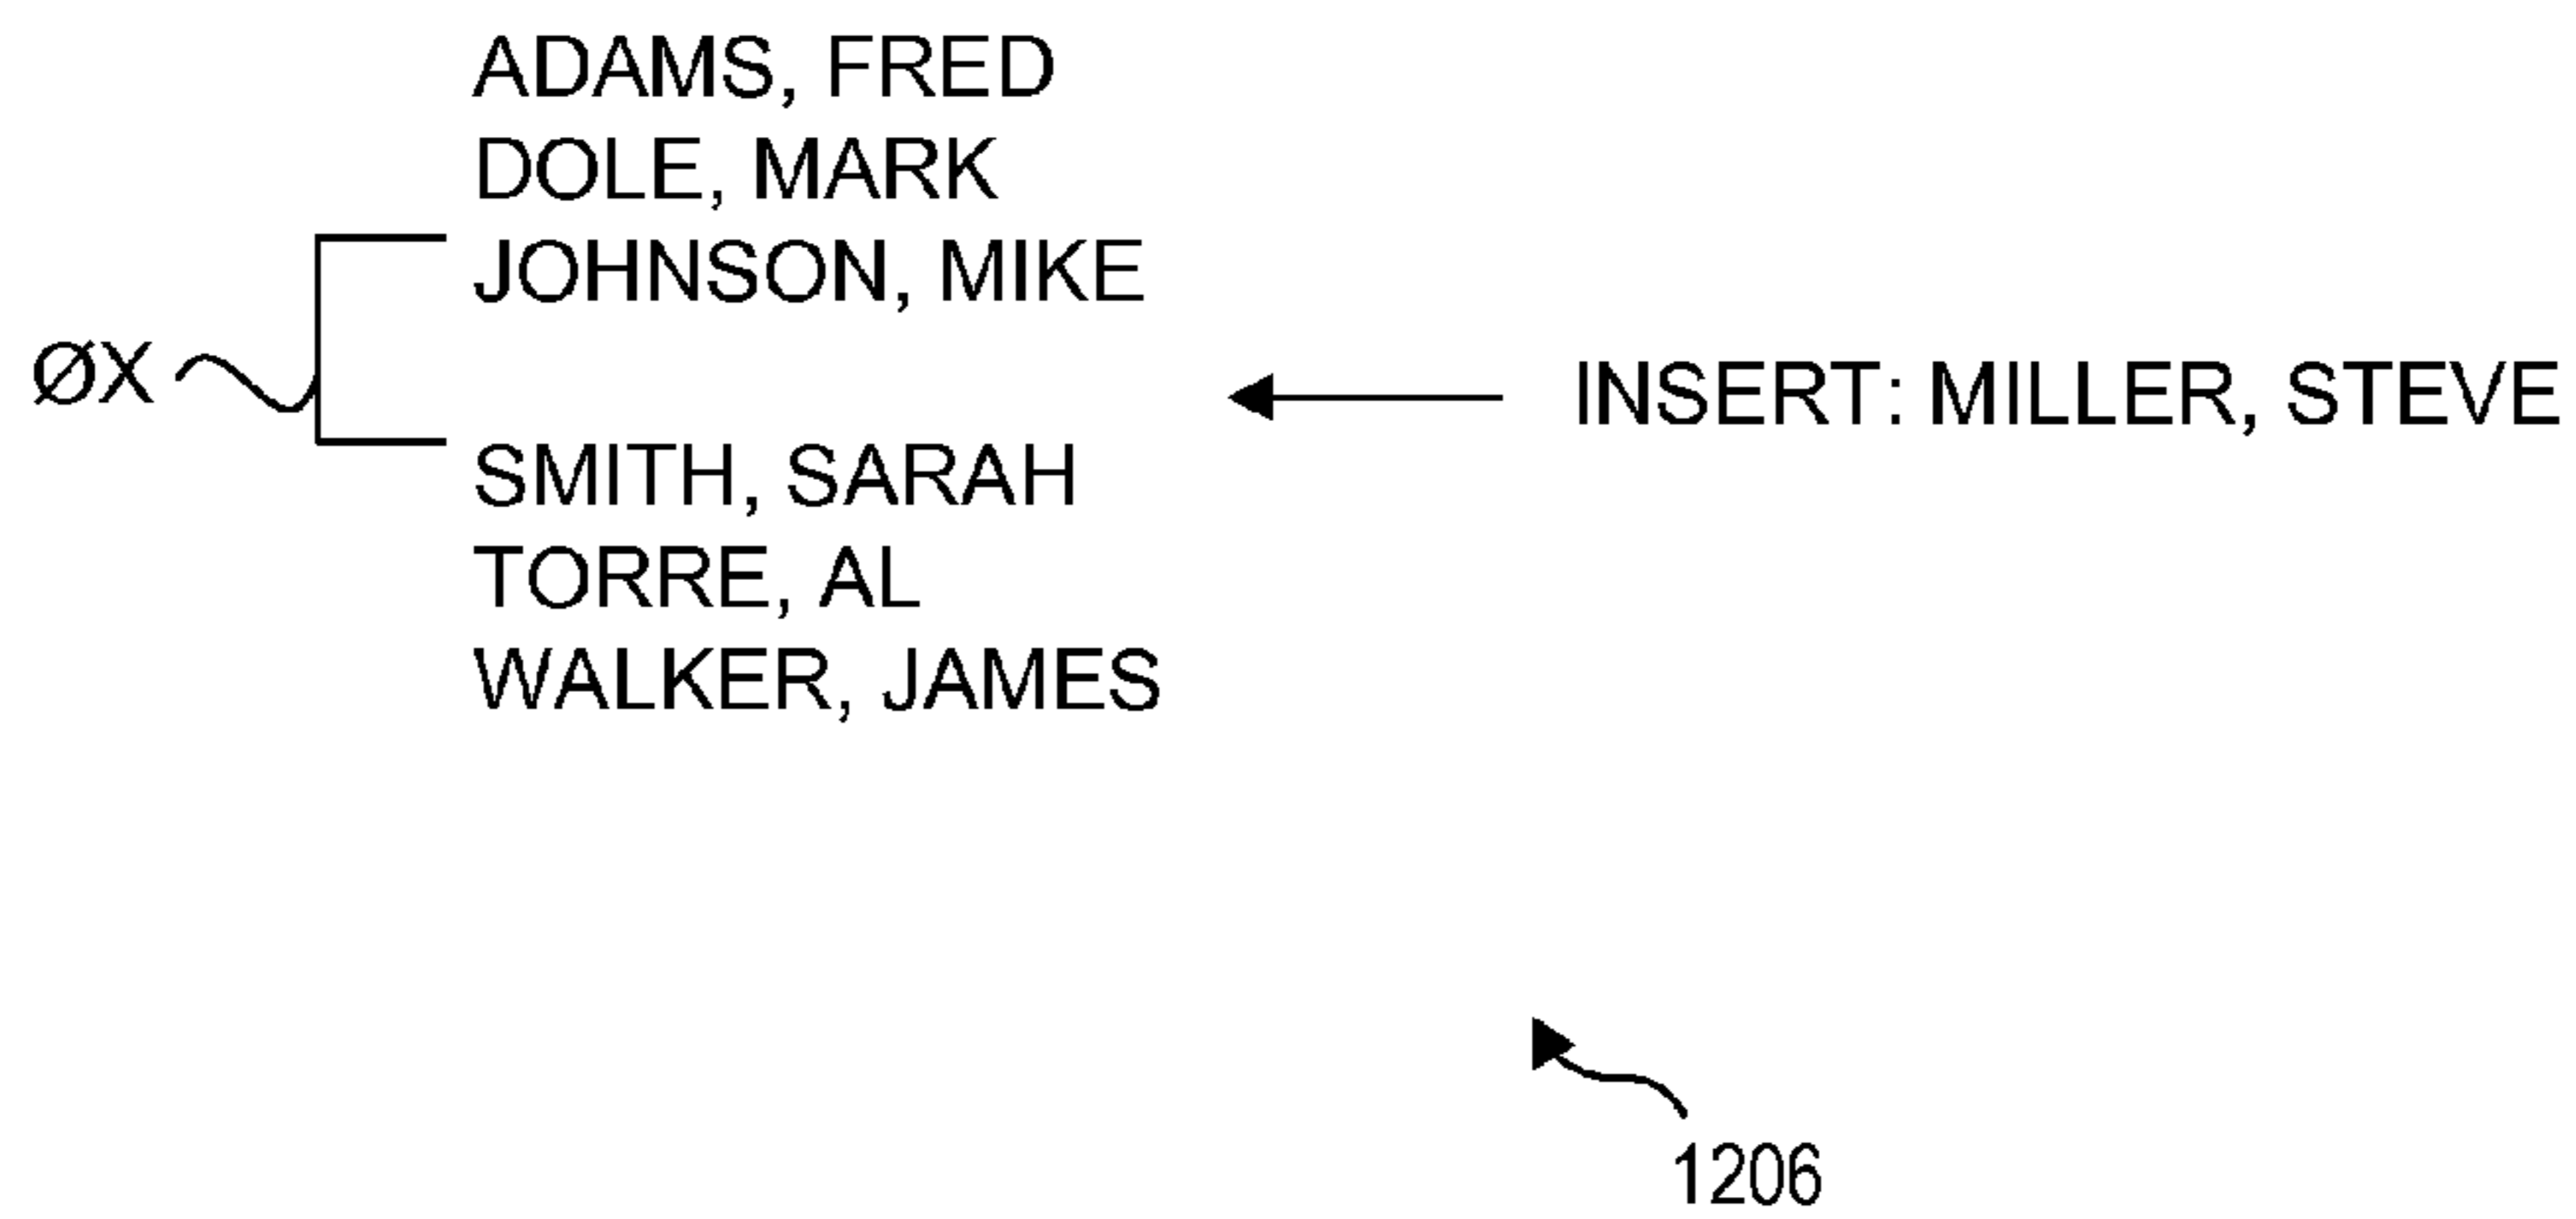 ADAMS, FRED
DOLE, MARK
JOHNSON, MIKE
ØX
INSERT: MILLER, STEVE
SMITH, SARAH
TORRE, AL
WALKER, JAMES
1206